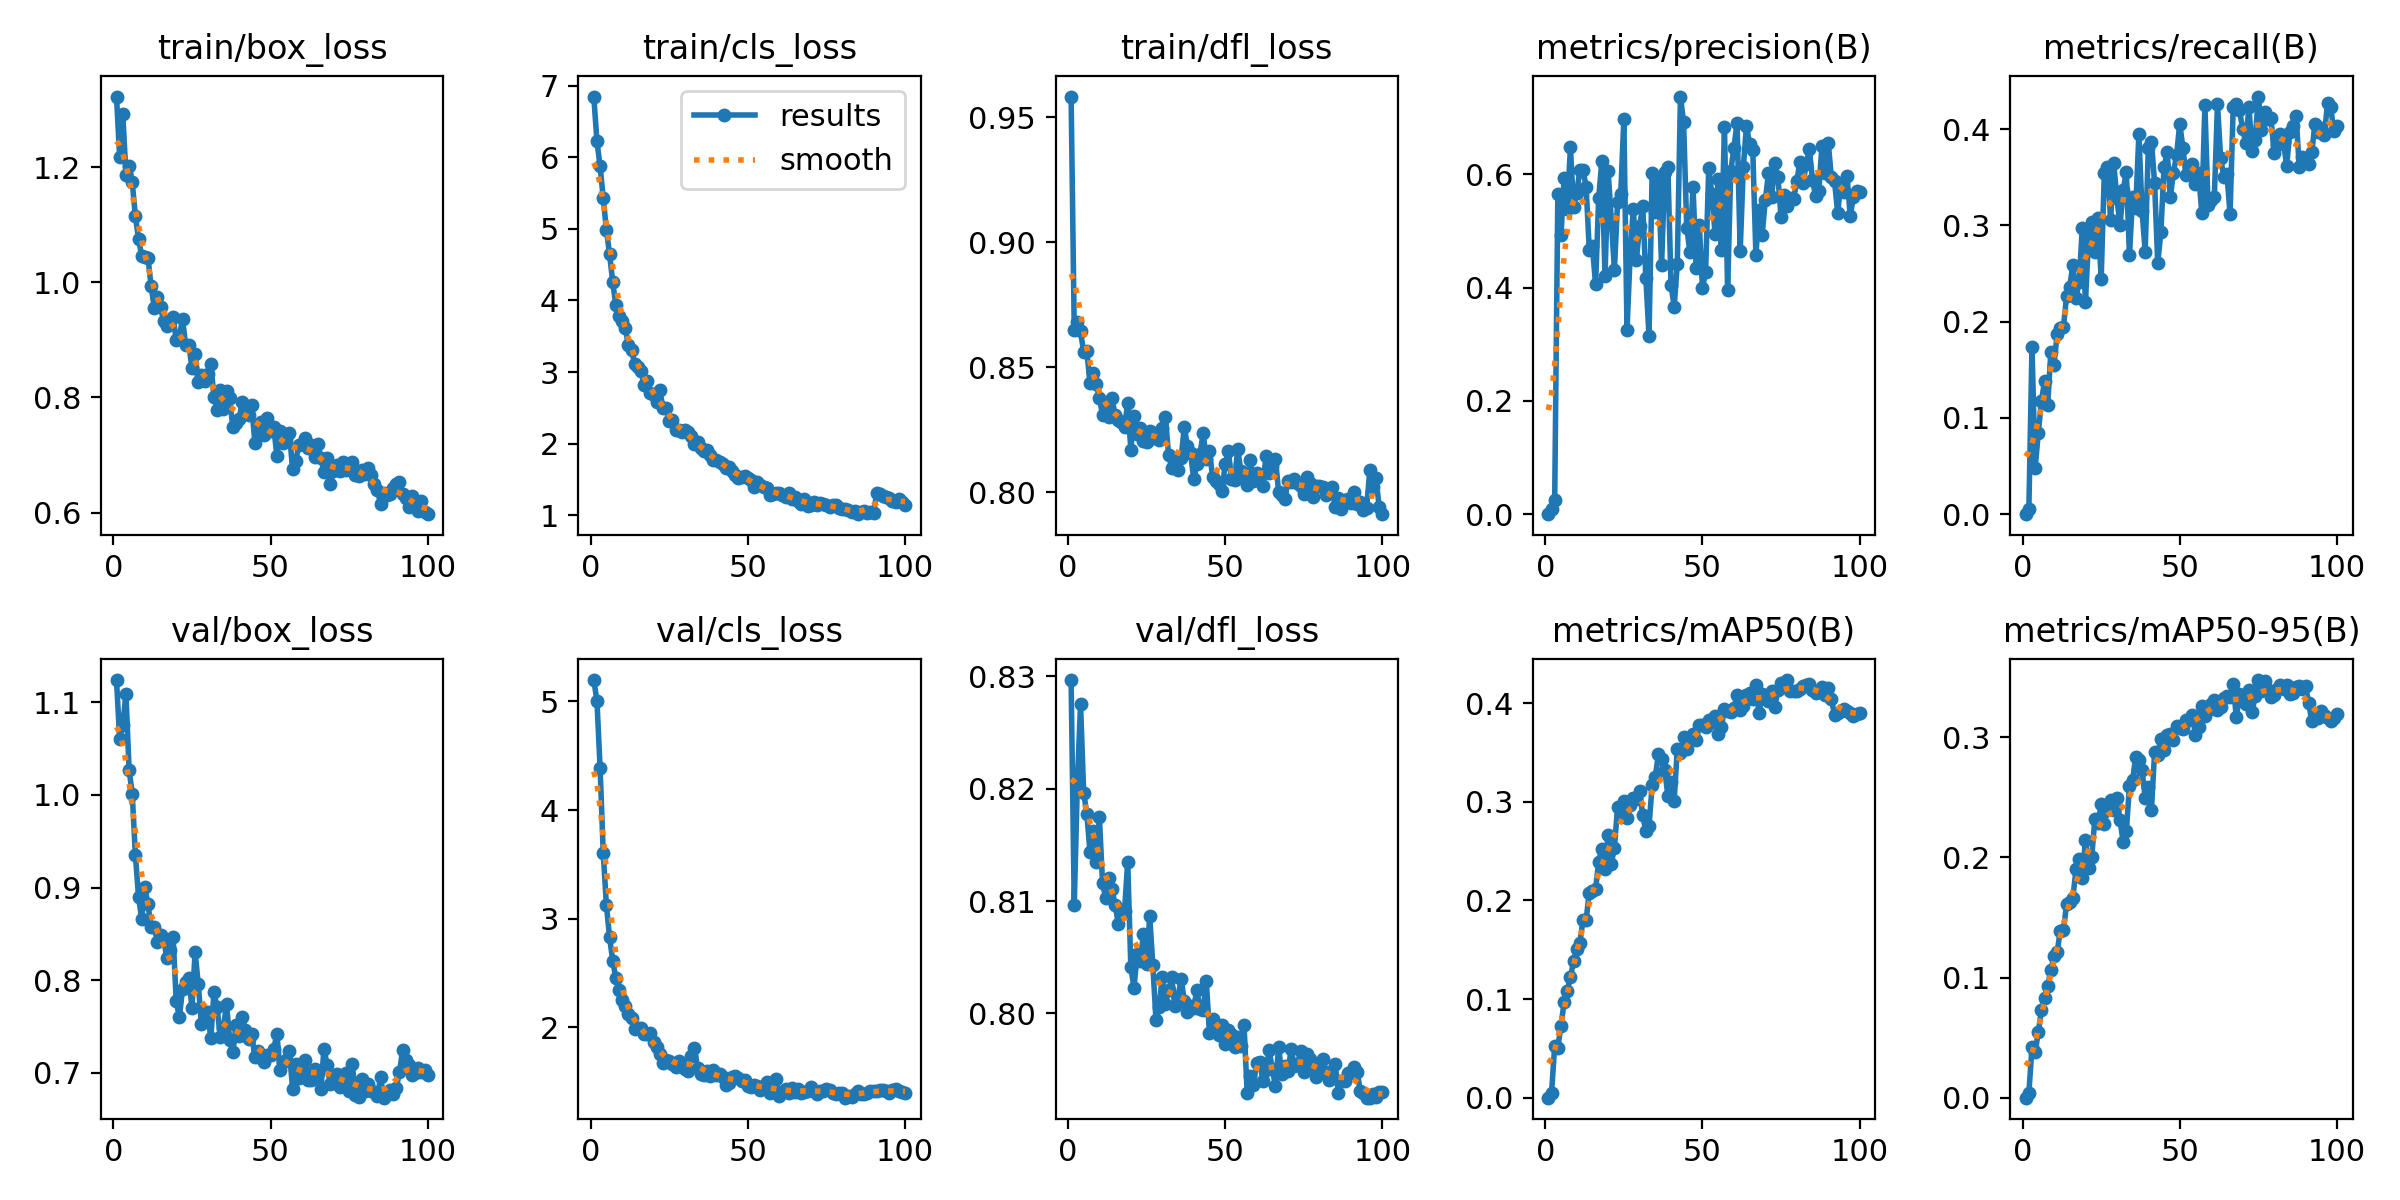 train/box_loss
1.2
1.0
0.8
0.6
0 50 100
train/cls_loss
results
smooth
7
6
5
4
3
2
1
0 50 100
train/dfl_loss
0.95
0.90
0.85
0.80
0 50 100
metrics/precision(B)
0.6
0.4
0.2
0.0
0 50 100
metrics/recall(B)
0.4
0.3
0.2
0.1
0.0
0 50 100
val/box_loss
1.1
1.0
0.9
0.8
0.7
0 50 100
val/cls_loss
5
4
3
2
0 50 100
val/dfl_loss
0.83
0.82
0.81
0.80
0 50 100
metrics/mAP50(B)
0.4
0.3
0.2
0.1
0.0
0 50 100
metrics/mAP50-95(B)
0.3
0.2
0.1
0.0
0 50 100